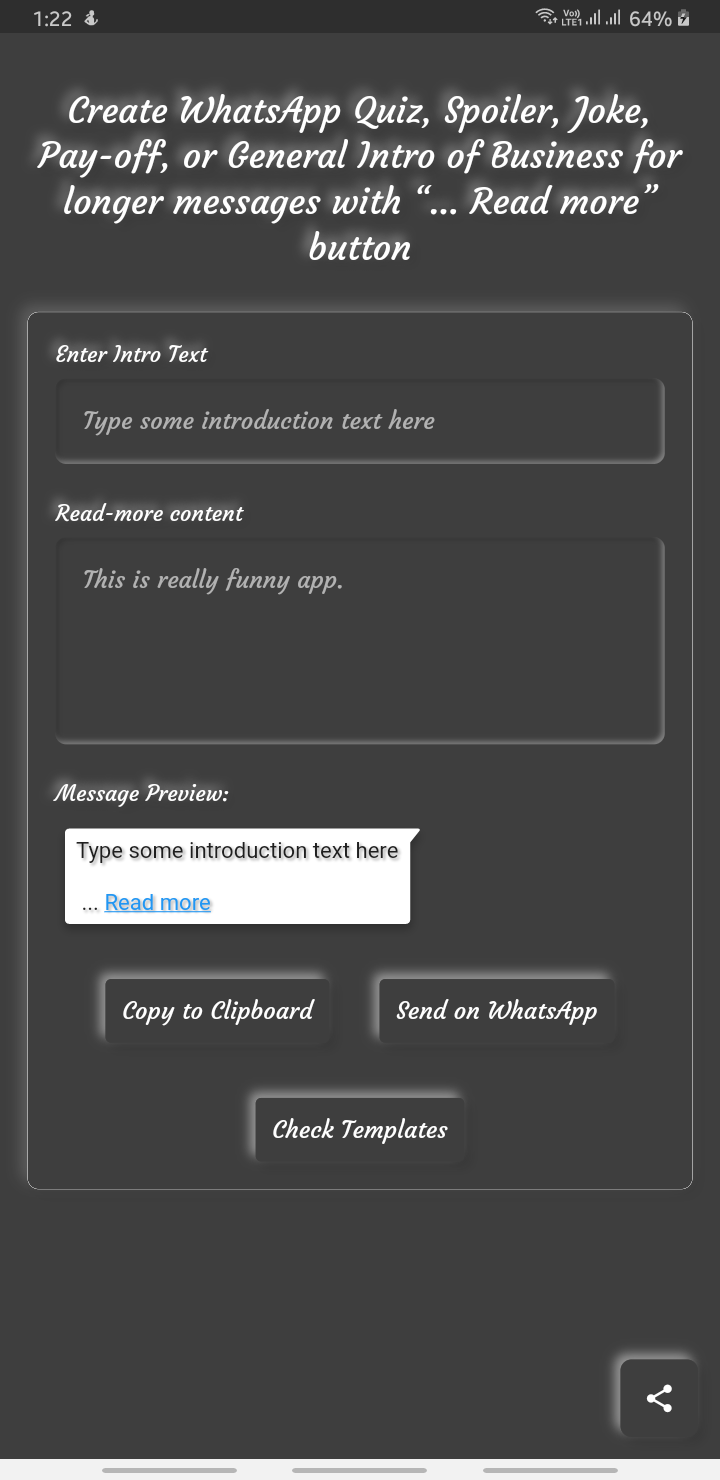 1:22
Vo)) LTE1 64%
Create WhatsApp Quiz, Spoiler, Joke,
Pay-off, or General Intro of Business for
longer messages with “... Read more”
button
Enter Intro Text
Type some introduction text here
Read-more content
This is really funny app.
Message Preview:
Type some introduction text here
... Read more
Copy to Clipboard Send on WhatsApp
Check Templates